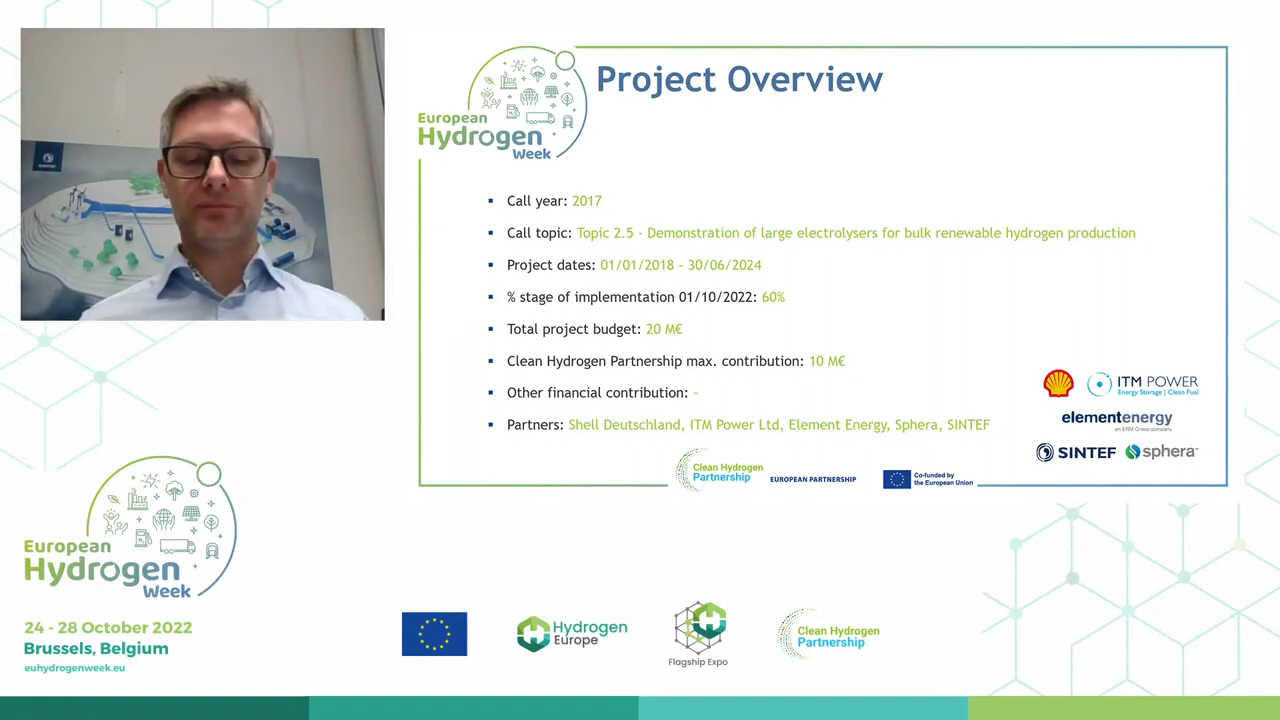 Project Overview
European
Hydrogen
Week
Call year: 2017
Call topic: Topic 2.5 - Demonstration of large electrolysers for bulk renewable hydrogen production
Project dates: 01/01/2018 – 30/06/2024
% stage of implementation 01/10/2022: 60%
Total project budget: 20 M€
Clean Hydrogen Partnership max. contribution: 10 M€
Other financial contribution: -
Partners: Shell Deutschland, ITM Power Ltd, Element Energy, Sphera, SINTEF
ITM POWER
Energy Storage | Clean Fuel
elementenergy
an ERM Group company
SINTEF
sphera
Clean Hydrogen
Partnership
EUROPEAN PARTNERSHIP
Co-funded by
the European Union
European
Hydrogen
Week
24 - 28 October 2022
Brussels, Belgium
euhydrogenweek.eu
Hydrogen
Europe
Flagship Expo
Clean Hydrogen
Partnership